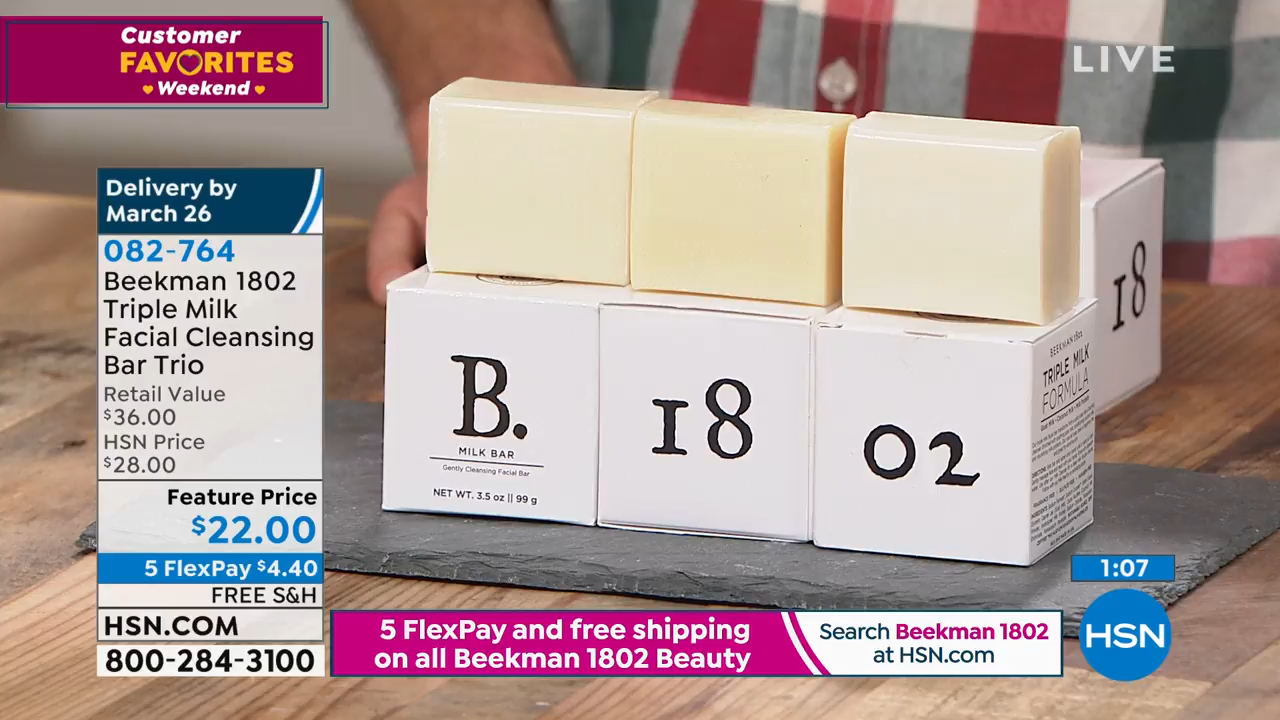 Customer
FAVORITES
Weekend
LIVE
Delivery by
March 26
082-764
Beekman 1802
Triple Milk
Facial Cleansing
Bar Trio
Retail Value
$36.00
HSN Price
$28.00
Feature Price
$22.00
5 FlexPay $4.40
FREE S&H
HSN.COM
800-284-3100
B.
MILK BAR
Gently Cleansing Facial Bar
NET WT. 3.5 oz || 99 g
18
02
BEEKMAN 1802
TRIPLE MILK
FORMULA
18
1:07
5 FlexPay and free shipping
on all Beekman 1802 Beauty
Search Beekman 1802
at HSN.com
HSN